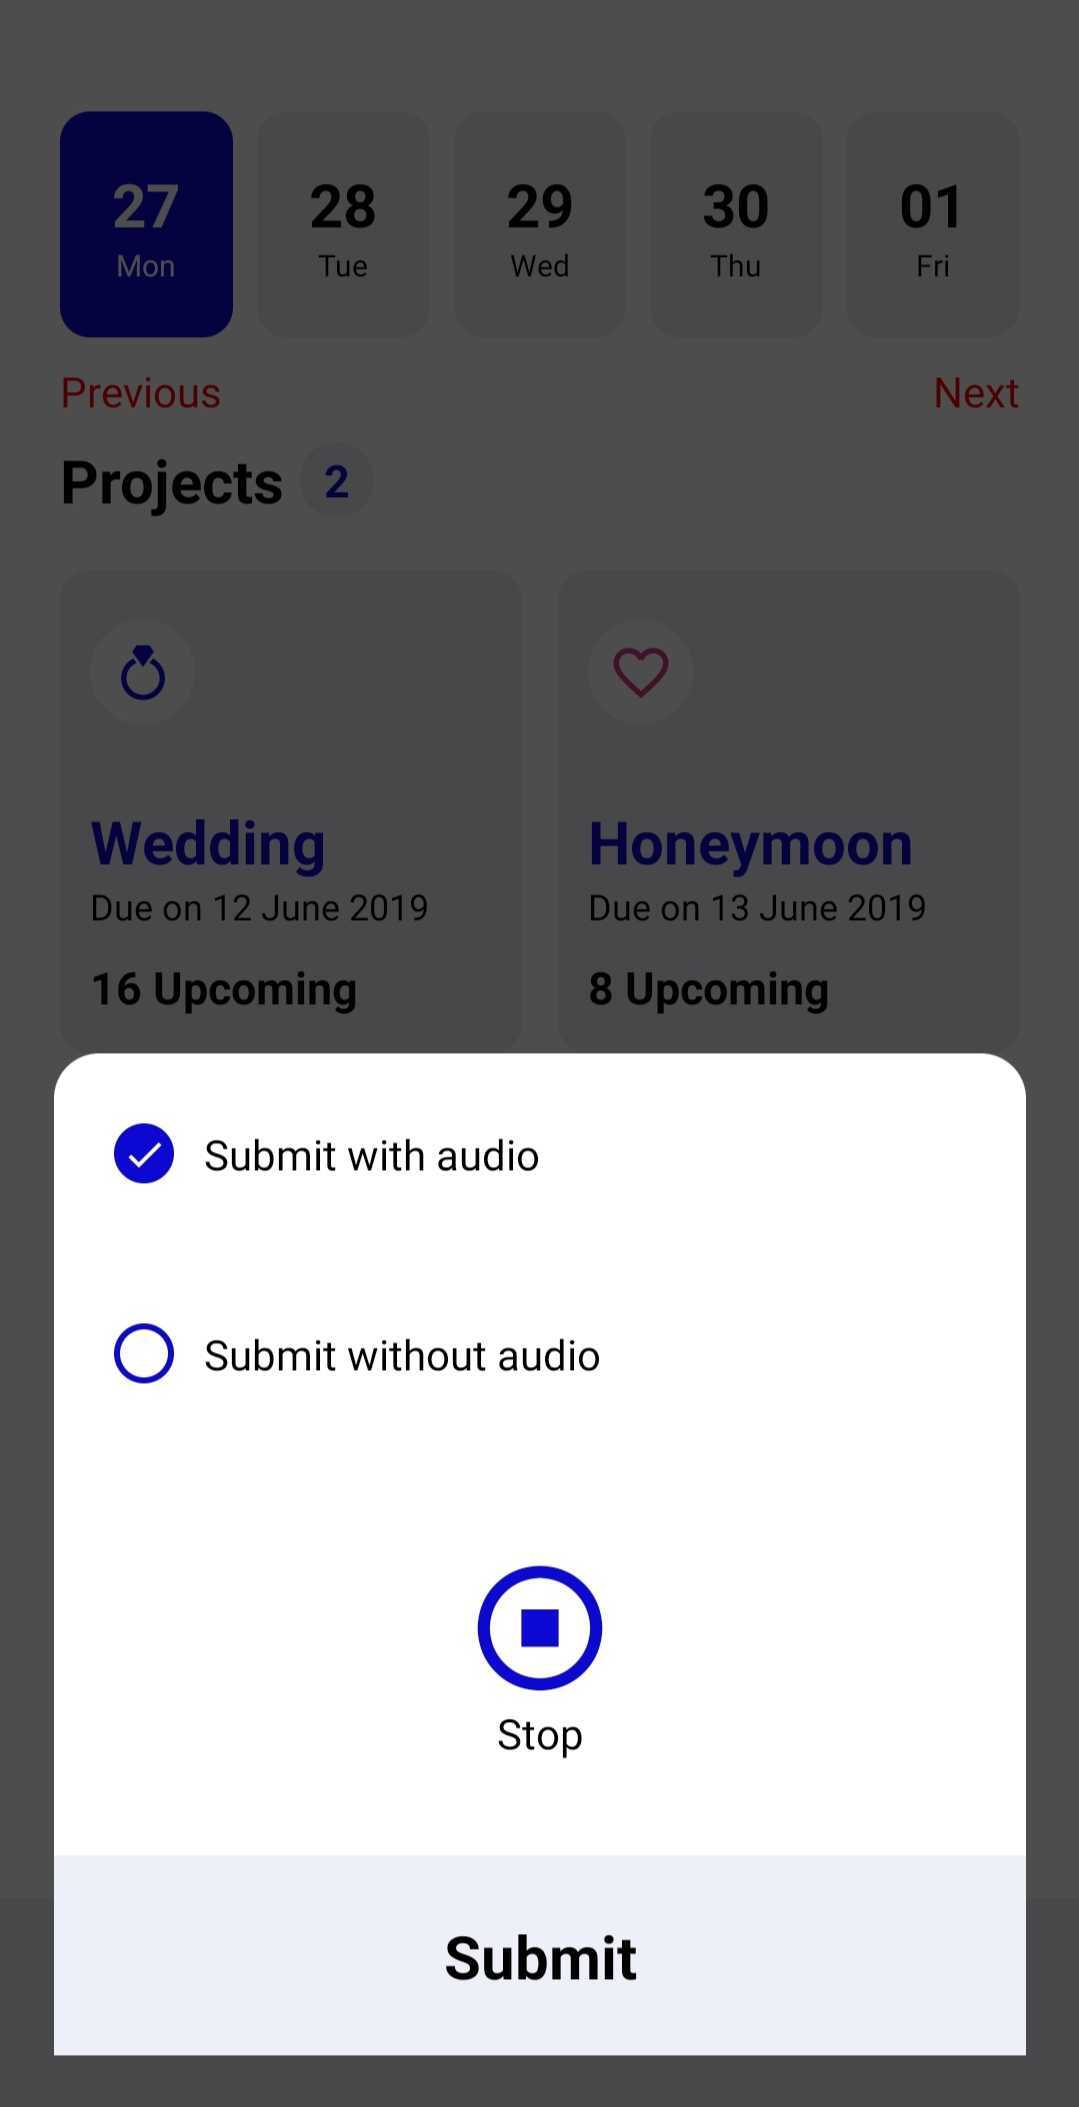 27 28 29 30 01
Mon Tue Wed Thu Fri
Previous Next
Projects 2
Wedding Honeymoon
Due on 12 June 2019 Due on 13 June 2019
16 Upcoming 8 Upcoming
Submit with audio
Submit without audio
Stop
Submit